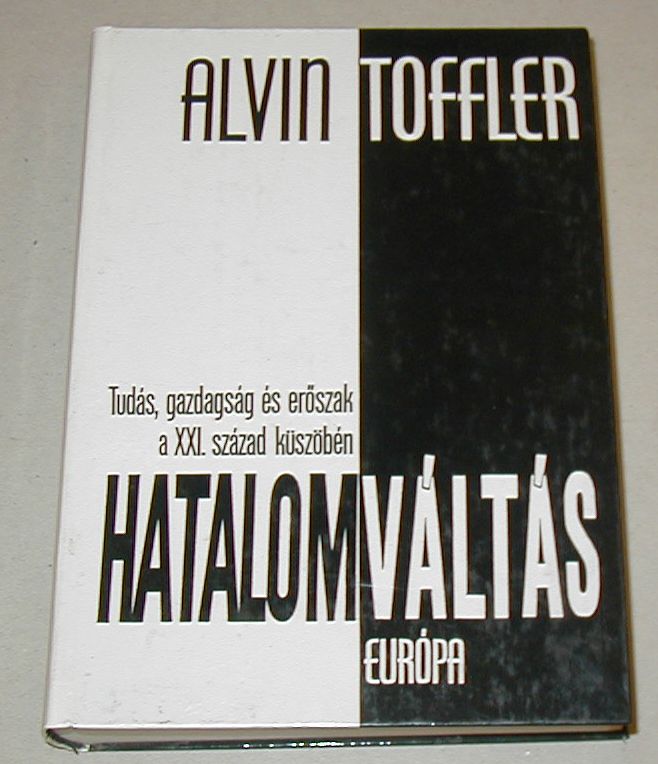 ALVIN TOFFLER
Tudás, gazdagság és erőszak
a XXI. század küszöbén
HATALOMVÁLTÁS
EURÓPA